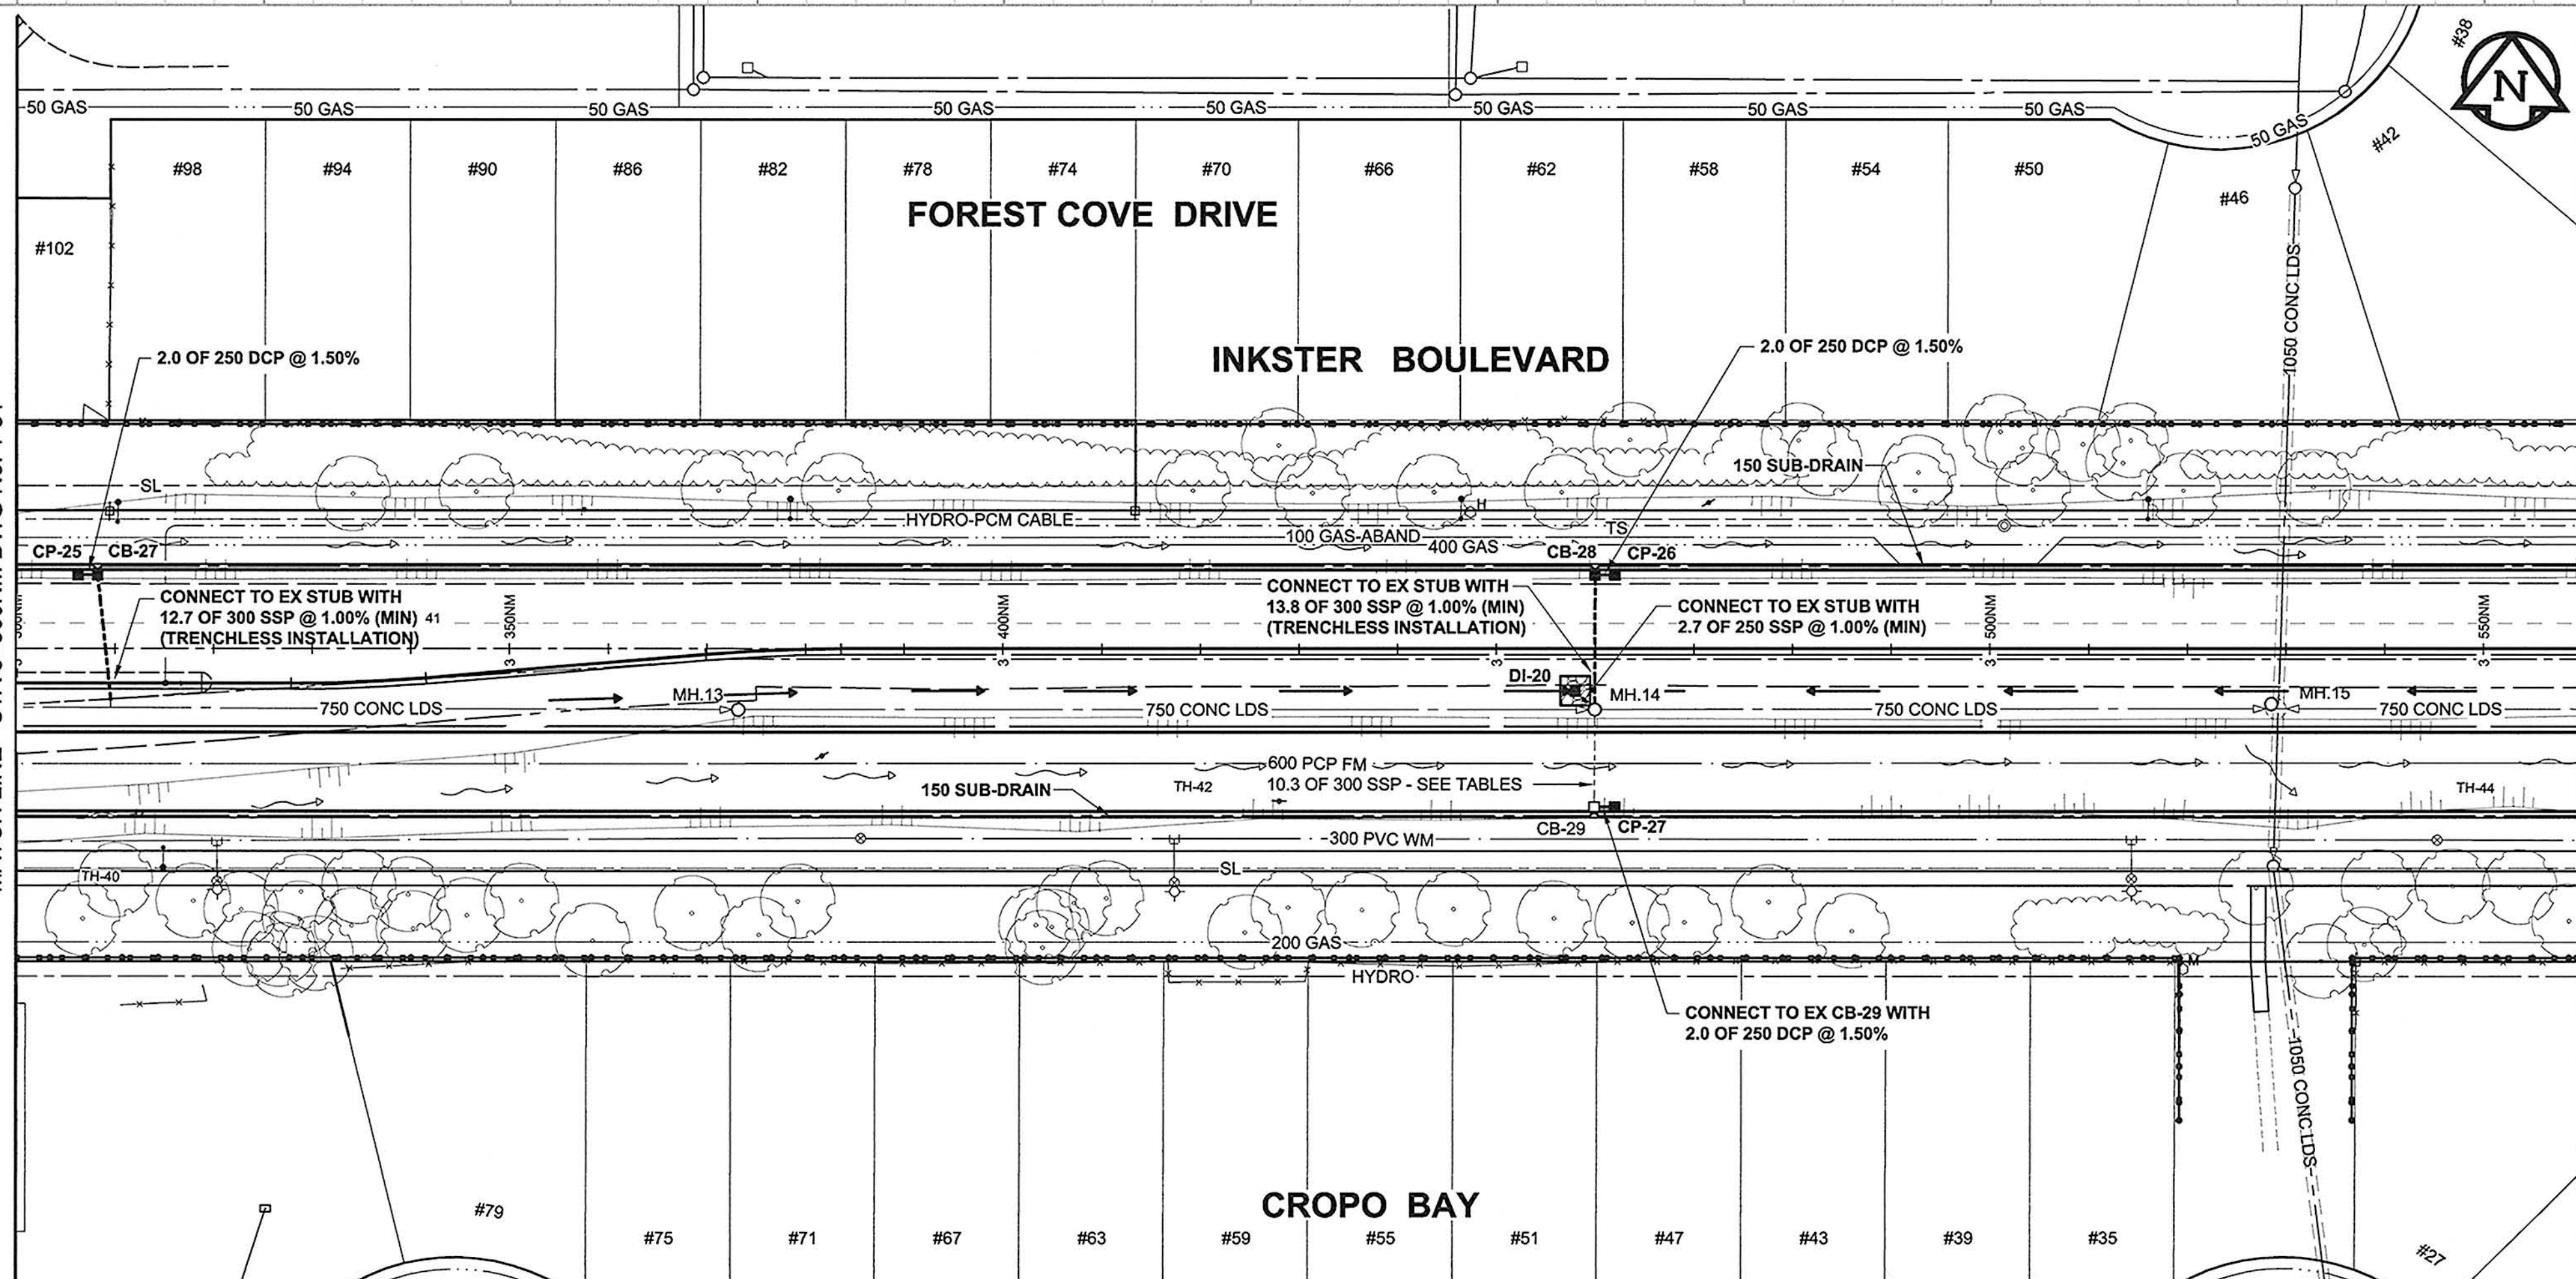 #38
N
50 GAS 50 GAS 50 GAS 50 GAS 50 GAS 50 GAS 50 GAS 50 GAS 50 GAS
#42
#98 #94 #90 #86 #82 #78 #74 #70 #66 #62 #58 #54 #50
#46
FOREST COVE DRIVE
#102
1050 CONC LDS
INKSTER BOULEVARD
2.0 OF 250 DCP @ 1.50%
2.0 OF 250 DCP @ 1.50%
150 SUB-DRAIN
SL
H
HYDRO-PCM CABLE
TS
100 GAS-ABAND
400 GAS
CP-25 CB-27
CB-28 CP-26
CONNECT TO EX STUB WITH
12.7 OF 300 SSP @ 1.00% (MIN)
(TRENCHLESS INSTALLATION)
41
3 350NM
3 400NM
CONNECT TO EX STUB WITH
13.8 OF 300 SSP @ 1.00% (MIN)
(TRENCHLESS INSTALLATION)
3
CONNECT TO EX STUB WITH
2.7 OF 250 SSP @ 1.00% (MIN)
3 500NM
3 550NM
DI-20
MH.13
MH.14
MH.15
750 CONC LDS 750 CONC LDS 750 CONC LDS 750 CONC LDS
600 PCP FM
10.3 OF 300 SSP - SEE TABLES
150 SUB-DRAIN
TH-42
TH-44
CB-29 CP-27
300 PVC WM
SL
TH-40
200 GAS
HYDRO
M
CONNECT TO EX CB-29 WITH
2.0 OF 250 DCP @ 1.50%
1050 CONC LDS
CROPO BAY
#79
#75 #71 #67 #63 #59 #55 #51 #47 #43 #39 #35
#27